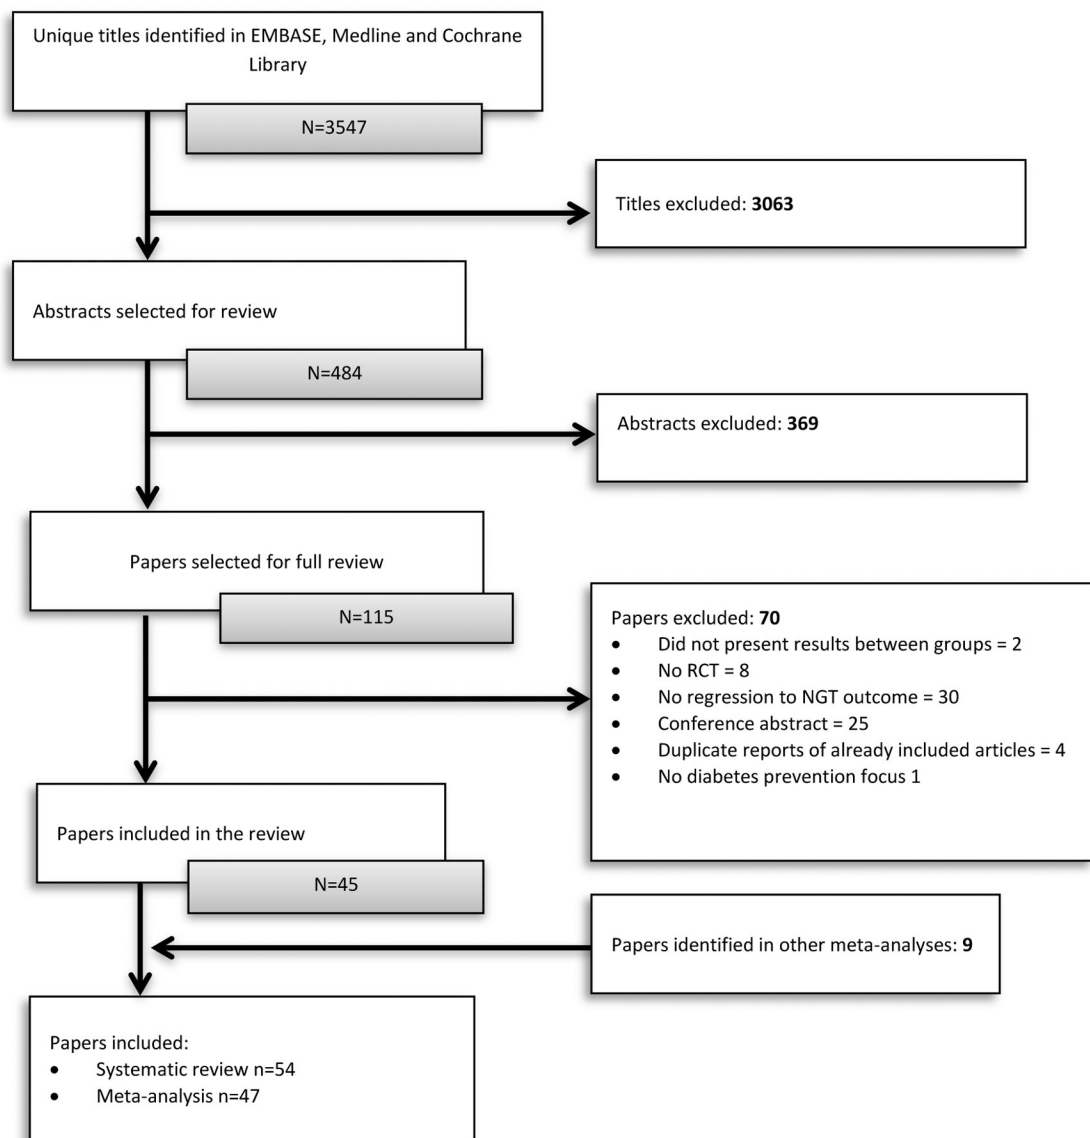 Unique titles identified in EMBASE, Medline and Cochrane
Library
N=3547
Titles excluded: 3063
Abstracts selected for review
N=484
Abstracts excluded: 369
Papers selected for full review
N=115
Papers excluded: 70
• Did not present results between groups = 2
• No RCT = 8
• No regression to NGT outcome = 30
• Conference abstract = 25
• Duplicate reports of already included articles = 4
• No diabetes prevention focus 1
Papers included in the review
N=45
Papers identified in other meta-analyses: 9
Papers included:
• Systematic review n=54
• Meta-analysis n=47